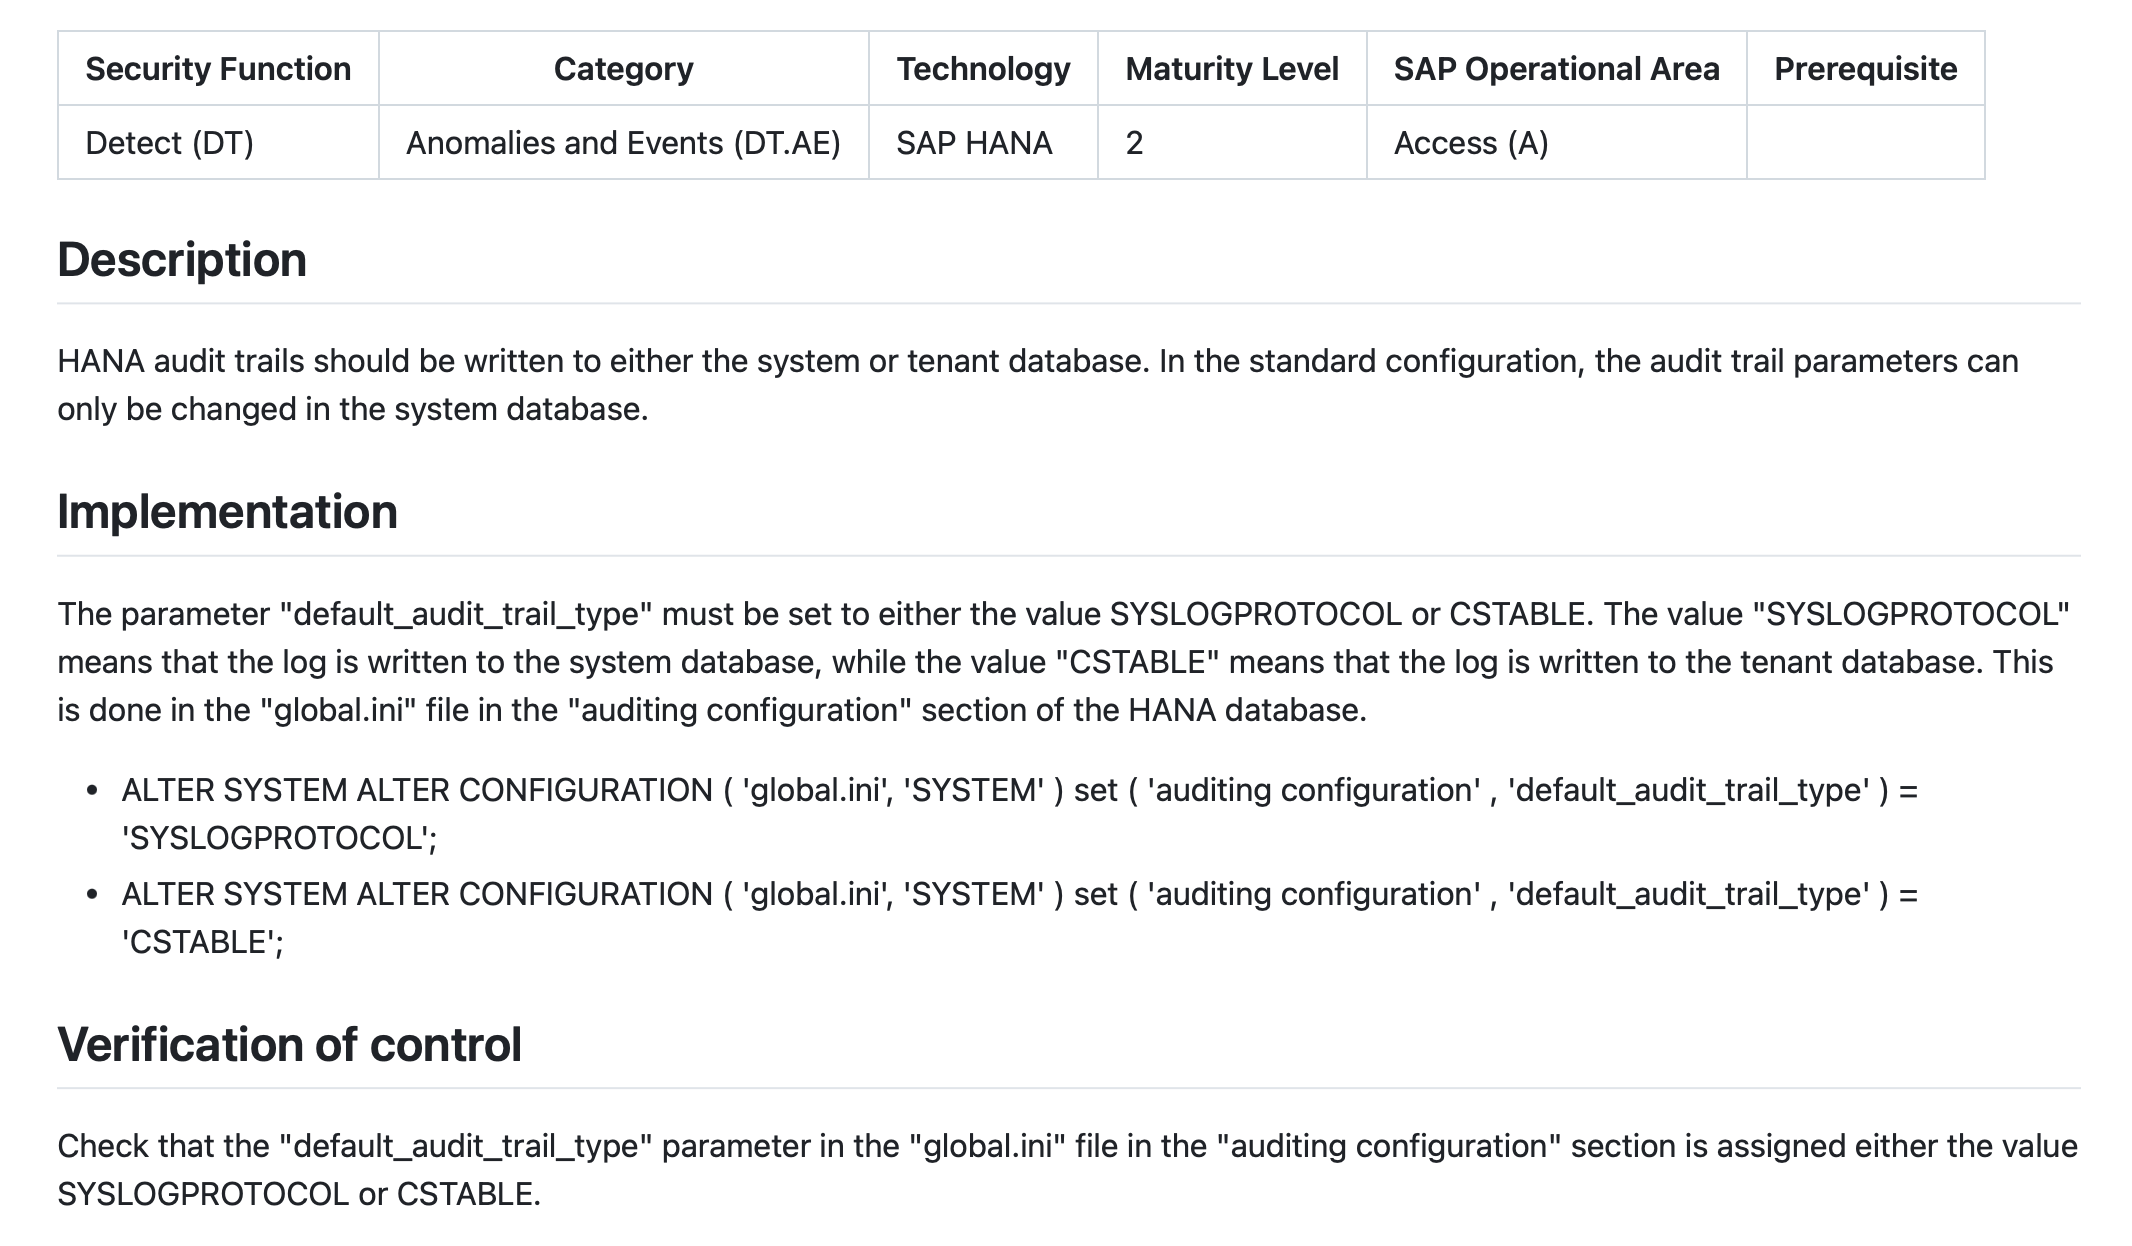 Security Function Category Technology Maturity Level SAP Operational Area Prerequisite
Detect (DT) Anomalies and Events (DT.AE) SAP HANA 2 Access (A)
Description
HANA audit trails should be written to either the system or tenant database. In the standard configuration, the audit trail parameters can
only be changed in the system database.
Implementation
The parameter "default_audit_trail_type" must be set to either the value SYSLOGPROTOCOL or CSTABLE. The value "SYSLOGPROTOCOL"
means that the log is written to the system database, while the value "CSTABLE" means that the log is written to the tenant database. This
is done in the "global.ini" file in the "auditing configuration" section of the HANA database.
• ALTER SYSTEM ALTER CONFIGURATION ( 'global.ini', 'SYSTEM' ) set ( 'auditing configuration' , 'default_audit_trail_type' ) =
'SYSLOGPROTOCOL';
• ALTER SYSTEM ALTER CONFIGURATION ( 'global.ini', 'SYSTEM' ) set ( 'auditing configuration' , 'default_audit_trail_type' ) =
'CSTABLE';
Verification of control
Check that the "default_audit_trail_type" parameter in the "global.ini" file in the "auditing configuration" section is assigned either the value
SYSLOGPROTOCOL or CSTABLE.